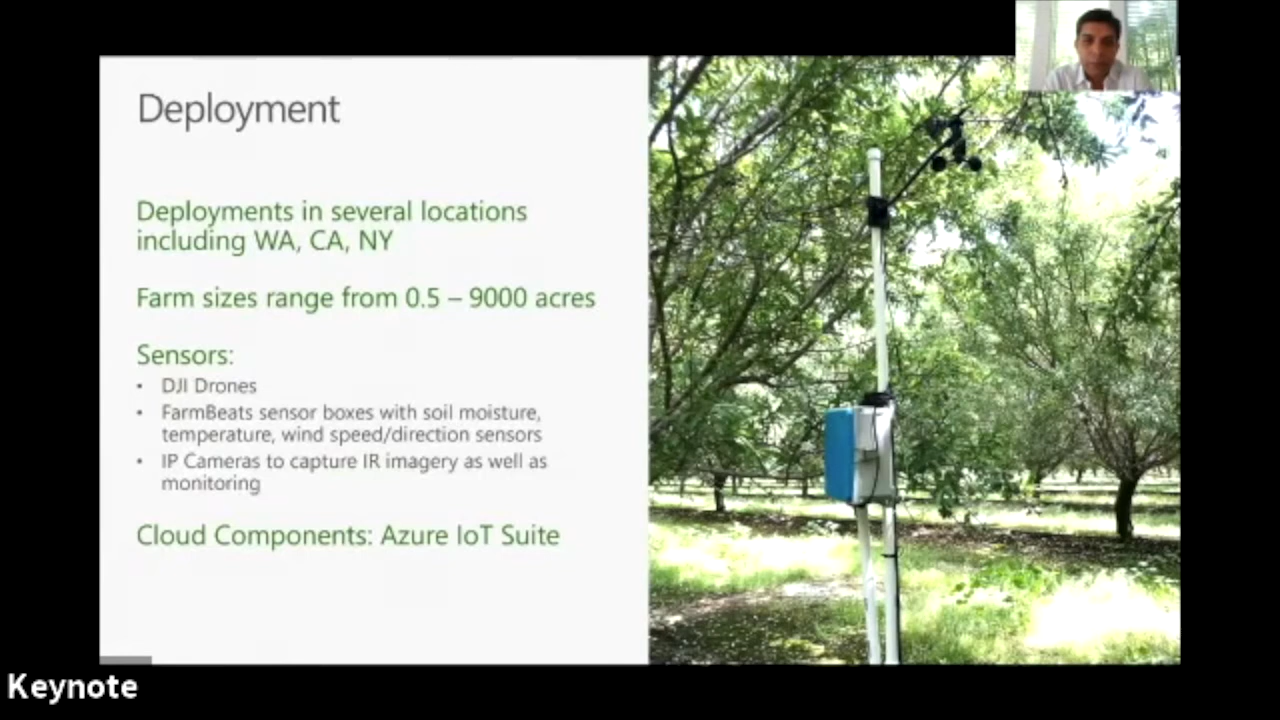 Deployment
Deployments in several locations
including WA, CA, NY
Farm sizes range from 0.5 – 9000 acres
Sensors:
• DJI Drones
• FarmBeats sensor boxes with soil moisture,
temperature, wind speed/direction sensors
• IP Cameras to capture IR imagery as well as
monitoring
Cloud Components: Azure IoT Suite
Keynote